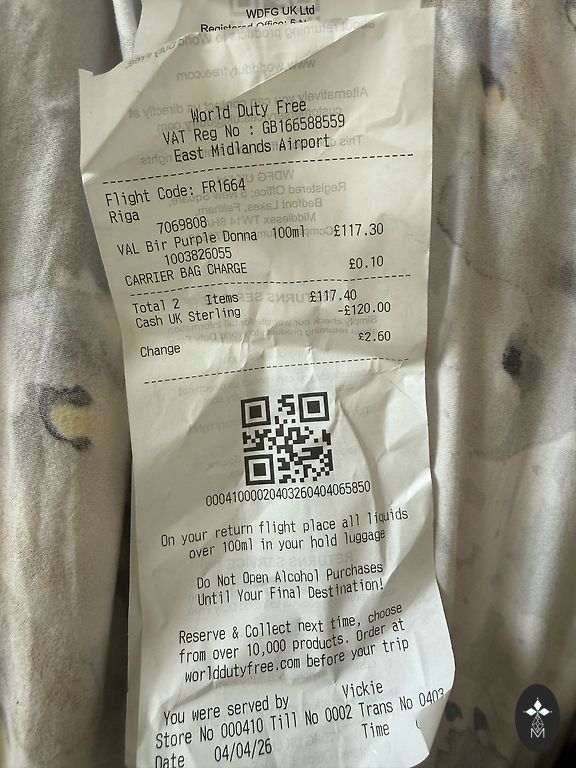 WDFG UK Ltd
World Duty Free
VAT Reg No : GB166588559
East Midlands Airport
Flight Code: FR1664
Riga
7069808
VAL Bir Purple Donna 100ml £117.30
1003826055
CARRIER BAG CHARGE £0.10
Total 2 Items £117.40
Cash UK Sterling -£120.00
Change £2.60
00041000020403260404065850
On your return flight place all liquids
over 100ml in your hold luggage
Do Not Open Alcohol Purchases
Until Your Final Destination!
Reserve & Collect next time, choose
from over 10,000 products. Order at
worlddutyfree.com before your trip
You were served by Vickie
Store No 000410 Till No 0002 Trans No 0403
Date 04/04/26 Time